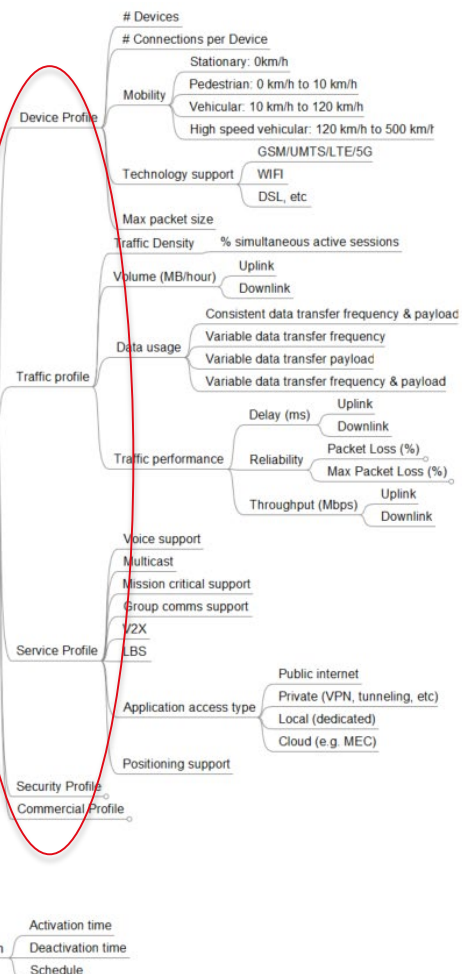 # Devices
# Connections per Device
Stationary: 0km/h
Pedestrian: 0 km/h to 10 km/h
Mobility
Vehicular: 10 km/h to 120 km/h
Device Profile
High speed vehicular: 120 km/h to 500 km/h
GSM/UMTS/LTE/5G
Technology support
WIFI
DSL, etc
Max packet size
Traffic Density
% simultaneous active sessions
Uplink
Volume (MB/hour)
Downlink
Consistent data transfer frequency & payload
Variable data transfer frequency
Data usage
Variable data transfer payload
Traffic profile
Variable data transfer frequency & payload
Uplink
Delay (ms)
Downlink
Packet Loss (%)
Traffic performance
Reliability
Max Packet Loss (%)
Uplink
Throughput (Mbps)
Downlink
Voice support
Multicast
Mission critical support
Group comms support
V2X
Service Profile
LBS
Public internet
Private (VPN, tunneling, etc)
Application access type
Local (dedicated)
Cloud (e.g. MEC)
Positioning support
Security Profile
Commercial Profile
Activation time
Deactivation time
Schedule